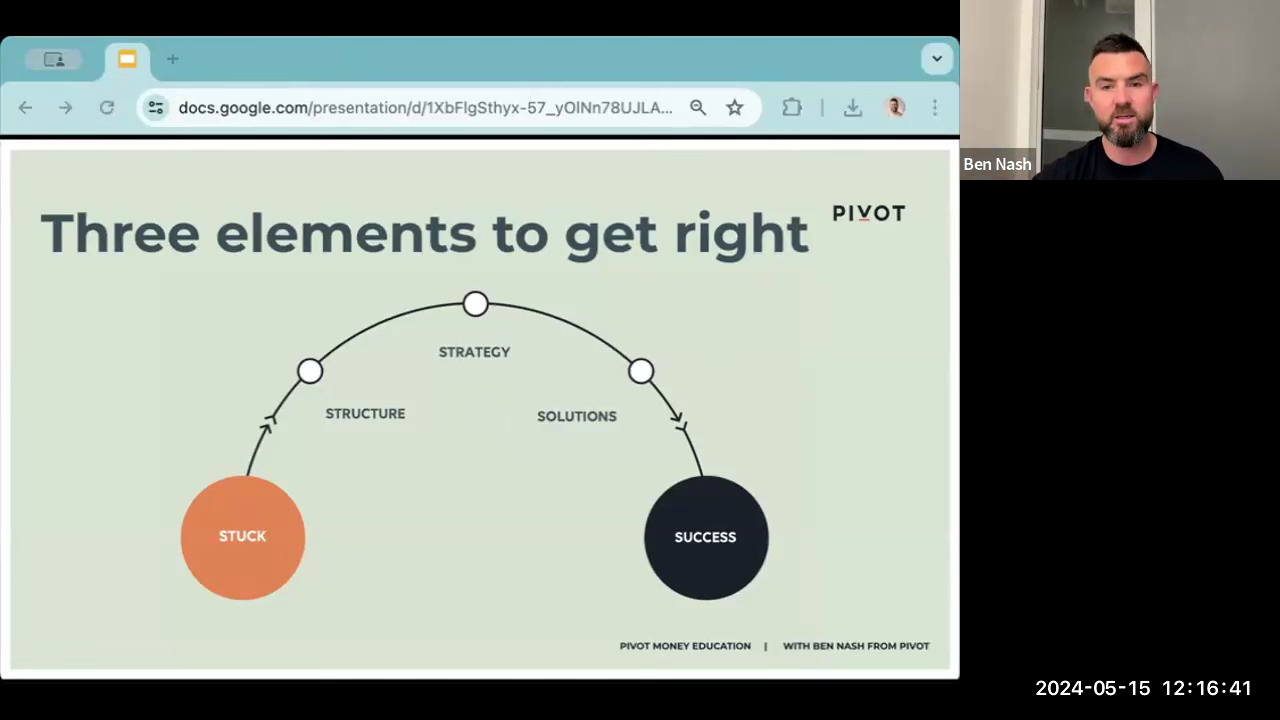 docs.google.com/presentation/d/1XbFlgSthyx-57_yOlNn78UJLA...
Ben Nash
Three elements to get right
PIVOT
STRATEGY
STRUCTURE
SOLUTIONS
STUCK
SUCCESS
PIVOT MONEY EDUCATION | WITH BEN NASH FROM PIVOT
2024-05-15 12:16:41